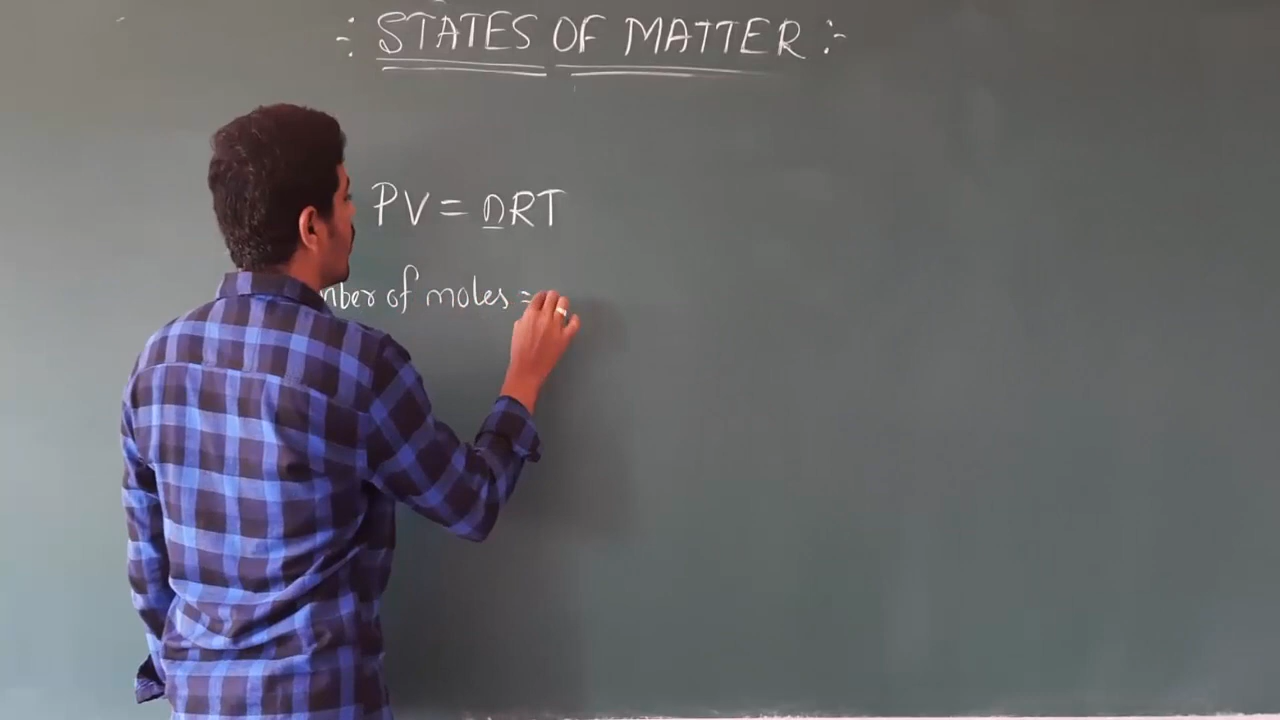 :- STATES OF MATTER :-
PV = nRT
mber of moles =